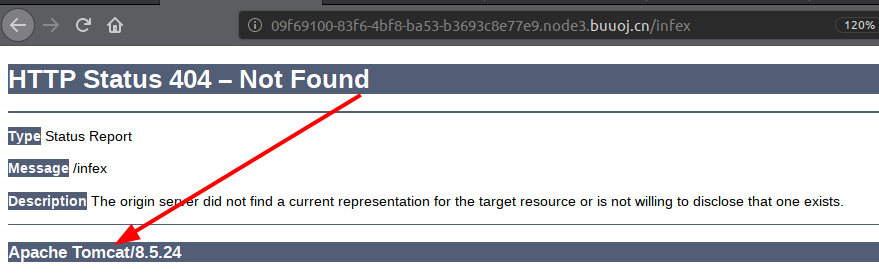 09f69100-83f6-4bf8-ba53-b3693c8e77e9.node3.buuoj.cn/infex 120%
HTTP Status 404 – Not Found
Type Status Report
Message /infex
Description The origin server did not find a current representation for the target resource or is not willing to disclose that one exists.
Apache Tomcat/8.5.24